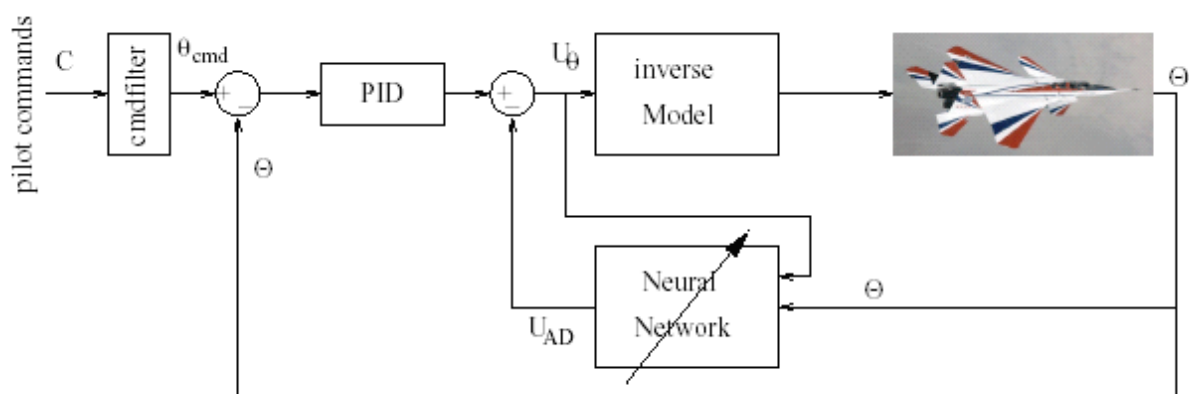 pilot commands
C
cmdfilter
θcmd
+
−
Θ
PID
+
−
Uθ
inverse
Model
Θ
Neural
Network
UAD
Θ